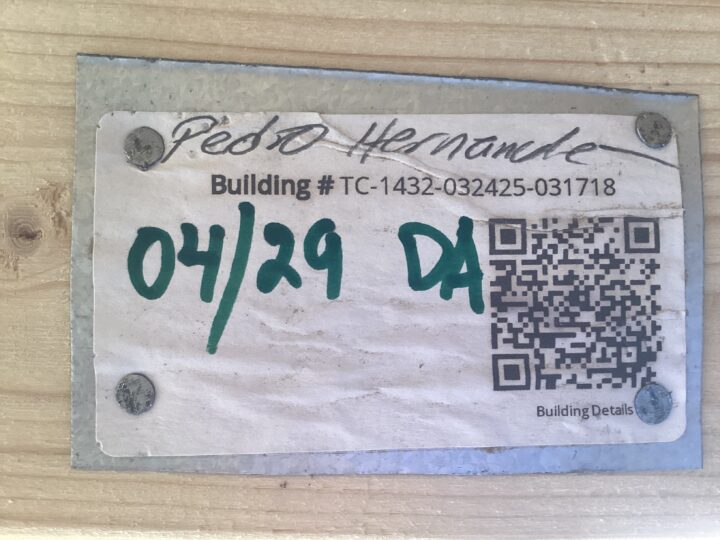 Pedro Hernande
Building # TC-1432-032425-031718
04/29 DA
Building Details